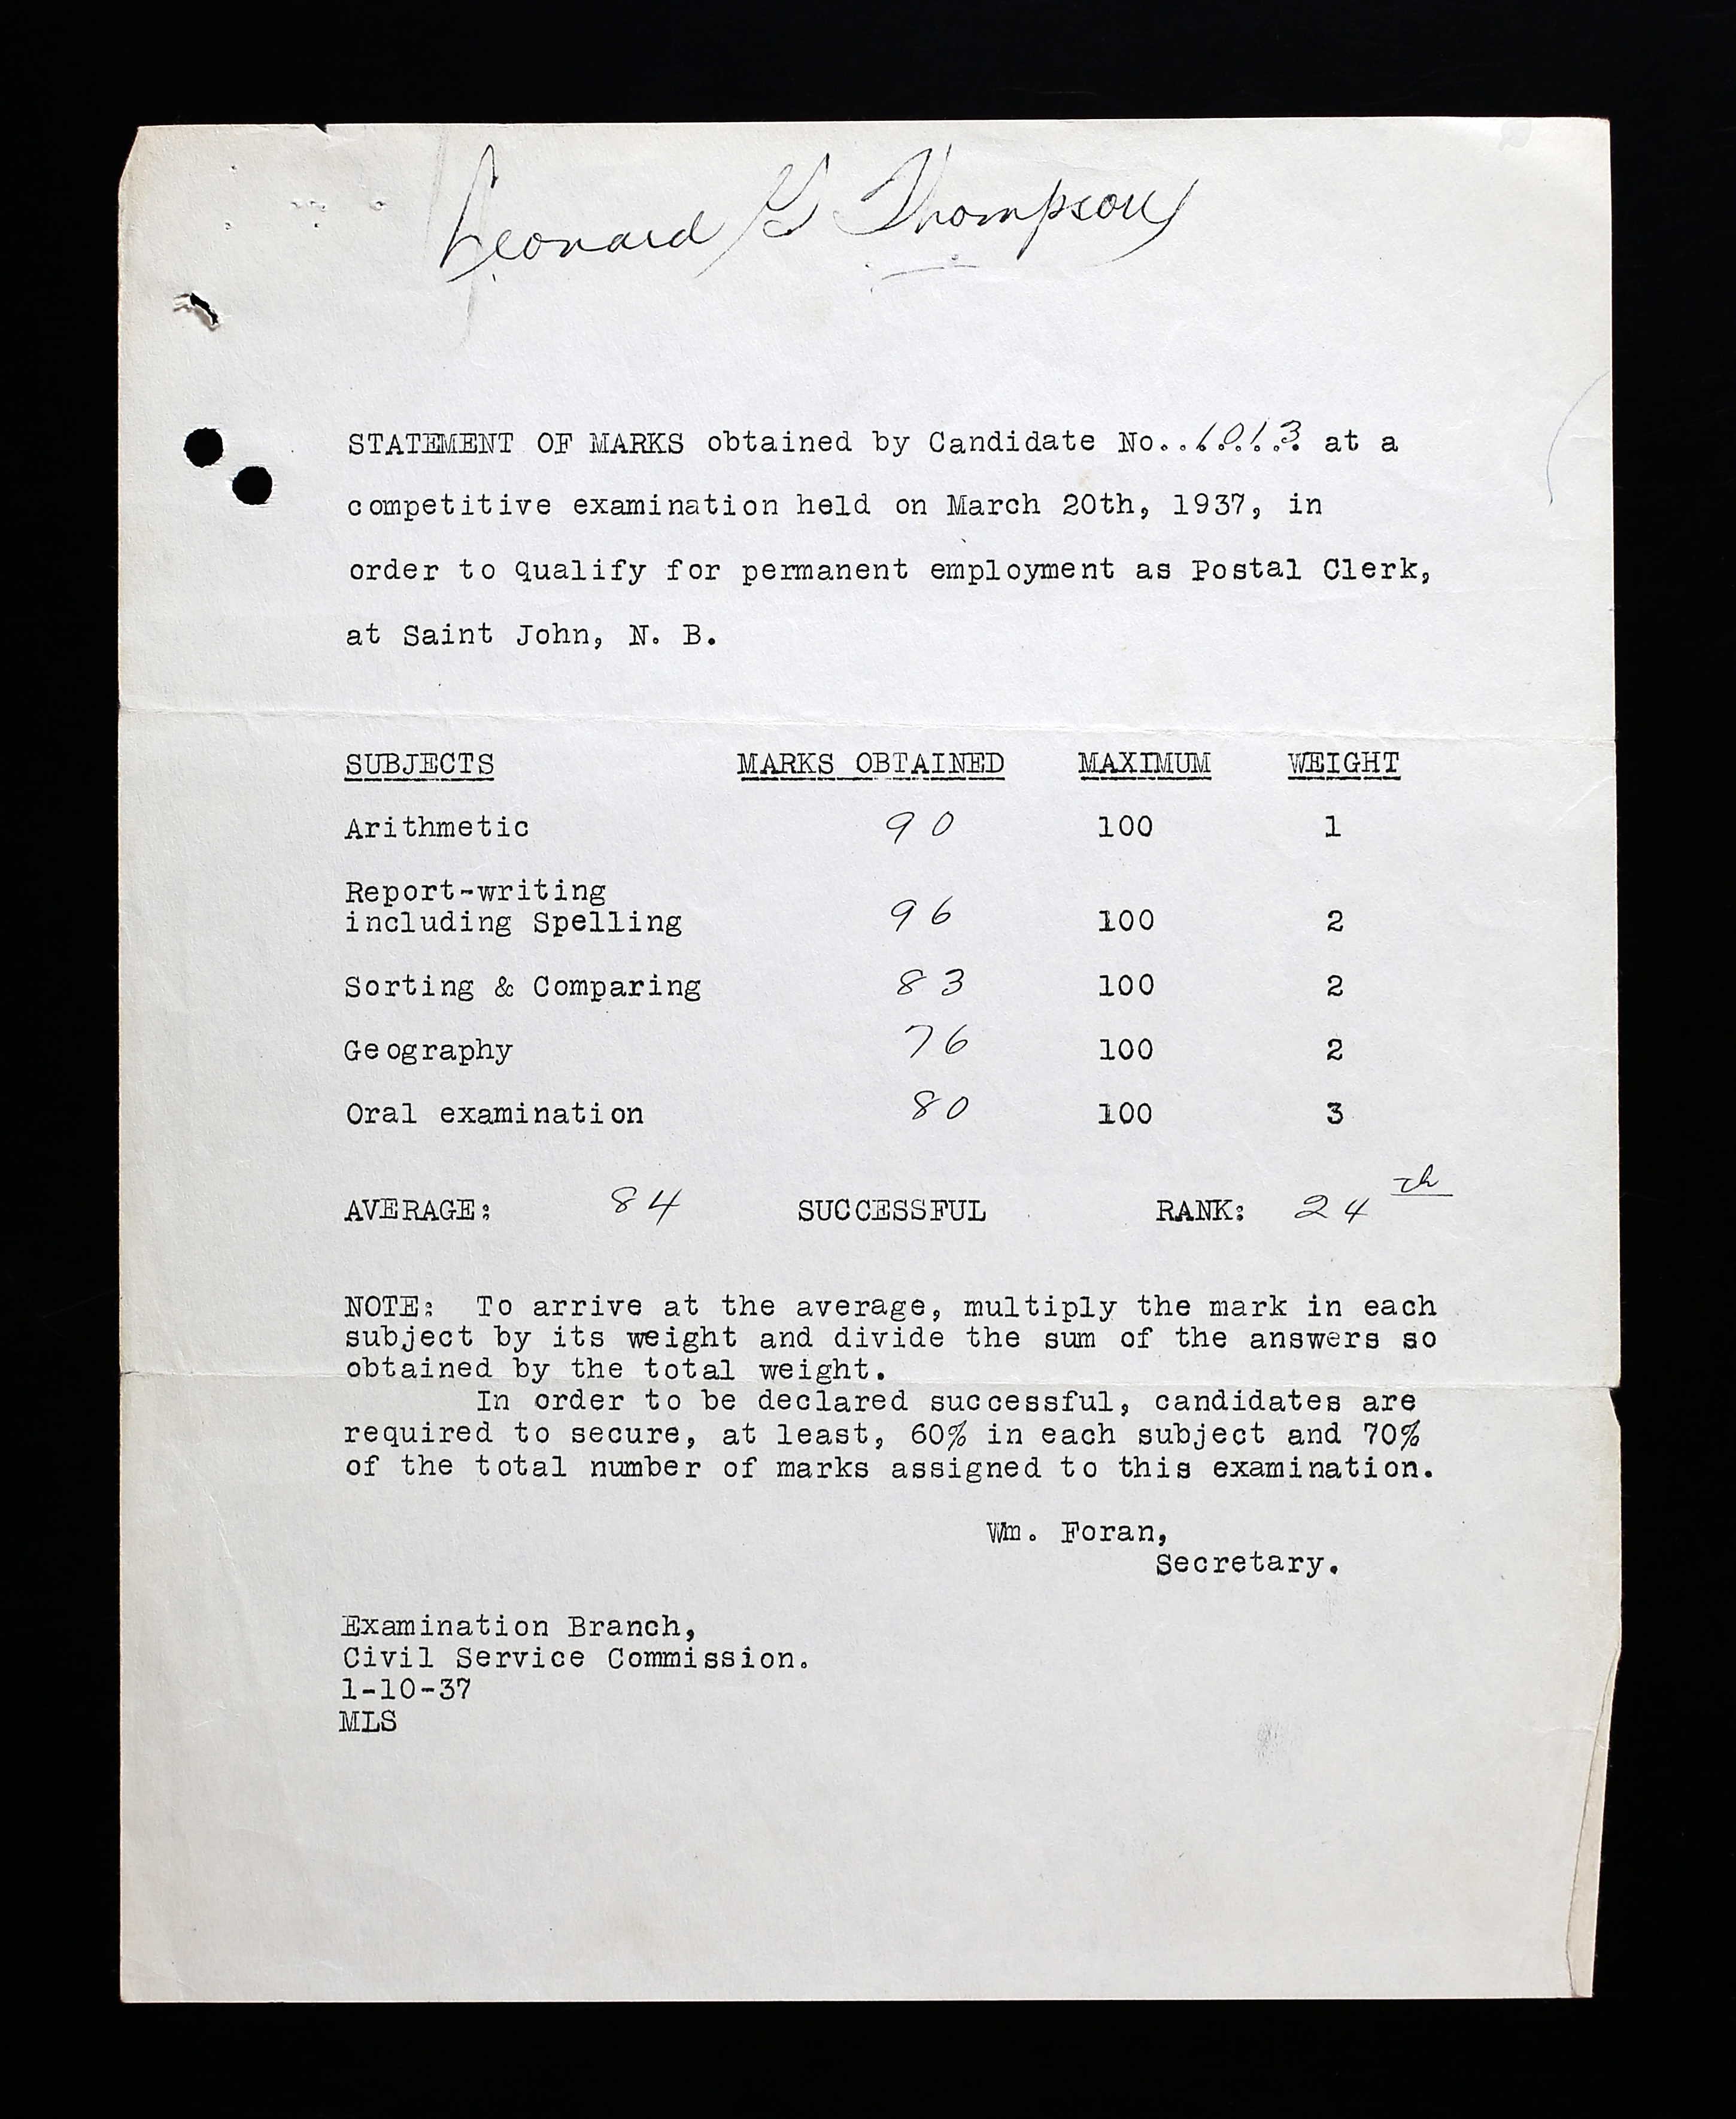 Leonard G Thompson
STATEMENT OF MARKS obtained by Candidate No..1.0.1.3. at a
competitive examination held on March 20th, 1937, in
order to qualify for permanent employment as Postal Clerk,
at Saint John, N. B.
SUBJECTS MARKS OBTAINED MAXIMUM WEIGHT
Arithmetic 90 100 1
Report-writing
including Spelling 96 100 2
Sorting & Comparing 83 100 2
Geography 76 100 2
Oral examination 80 100 3
AVERAGE: 84 SUCCESSFUL RANK: 24th
NOTE: To arrive at the average, multiply the mark in each
subject by its weight and divide the sum of the answers so
obtained by the total weight.
In order to be declared successful, candidates are
required to secure, at least, 60% in each subject and 70%
of the total number of marks assigned to this examination.
Wm. Foran,
Secretary.
Examination Branch,
Civil Service Commission.
1-10-37
MLS